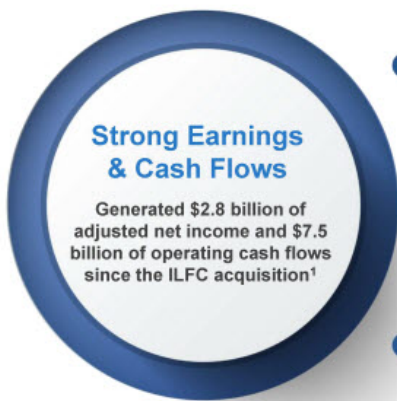 Strong Earnings
& Cash Flows
Generated $2.8 billion of
adjusted net income and $7.5
billion of operating cash flows
since the ILFC acquisition¹